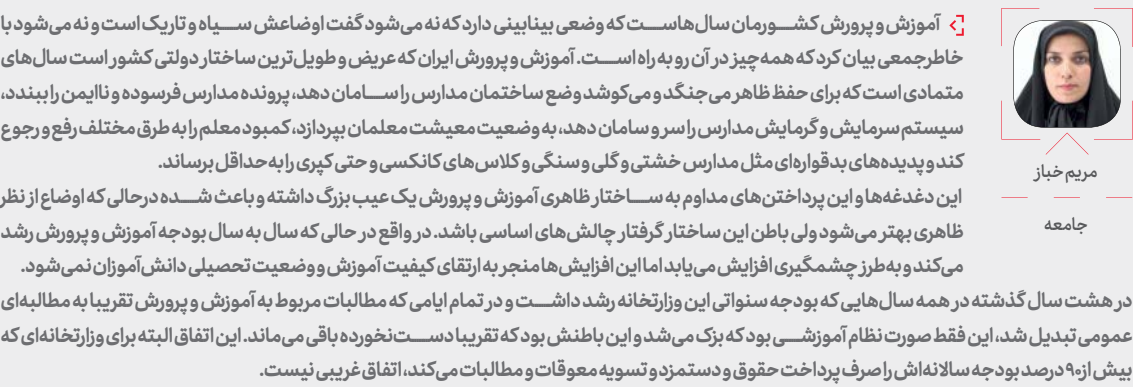 آموزش و پرورش کشورمان سال‌هاست که وضعی بینابینی دارد که نه می‌شود گفت اوضاعش سیاه و تاریک است و نه می‌شود با
خاطرجمعی بیان کرد که همه‌چیز در آن رو به راه است. آموزش و پرورش ایران که عریض و طویل‌ترین ساختار دولتی کشور است سال‌های
متمادی است که برای حفظ ظاهر می‌جنگد و می‌کوشد وضع ساختمان مدارس را سامان دهد، پرونده مدارس فرسوده و ناایمن را ببندد،
سیستم سرمایش و گرمایش مدارس را سر و سامان دهد، به وضعیت معیشت معلمان بپردازد، کمبود معلم را به طرق مختلف رفع و رجوع
کند و پدیده‌های بدقواره‌ای مثل مدارس خشتی و گلی و سنگی و کلاس‌های کانکسی و حتی کپری را به حداقل برساند.
این دغدغه‌ها و این پرداختن‌های مداوم به ساختار ظاهری آموزش و پرورش یک عیب بزرگ داشته و باعث شده درحالی که اوضاع از نظر
ظاهری بهتر می‌شود ولی باطن این ساختار گرفتار چالش‌های اساسی باشد. در واقع در حالی که سال به سال بودجه آموزش و پرورش رشد
می‌کند و به‌طرز چشمگیری افزایش می‌یابد اما این افزایش‌ها منجر به ارتقای کیفیت آموزش و وضعیت تحصیلی دانش‌آموزان نمی‌شود.
مریم خباز
جامعه
در هشت سال گذشته در همه سال‌هایی که بودجه سنواتی این وزارتخانه رشد داشت و در تمام ایامی که مطالبات مربوط به آموزش و پرورش تقریبا به مطالبه‌ای
عمومی تبدیل شد، این فقط صورت نظام آموزشی بود که بزک می‌شد و این باطنش بود که تقریبا دست‌نخورده باقی می‌ماند. این اتفاق البته برای وزارتخانه‌ای که
بیش از ۹۰ درصد بودجه سالانه‌اش را صرف پرداخت حقوق و دستمزد و تسویه معوقات و مطالبات می‌کند، اتفاق غریبی نیست.